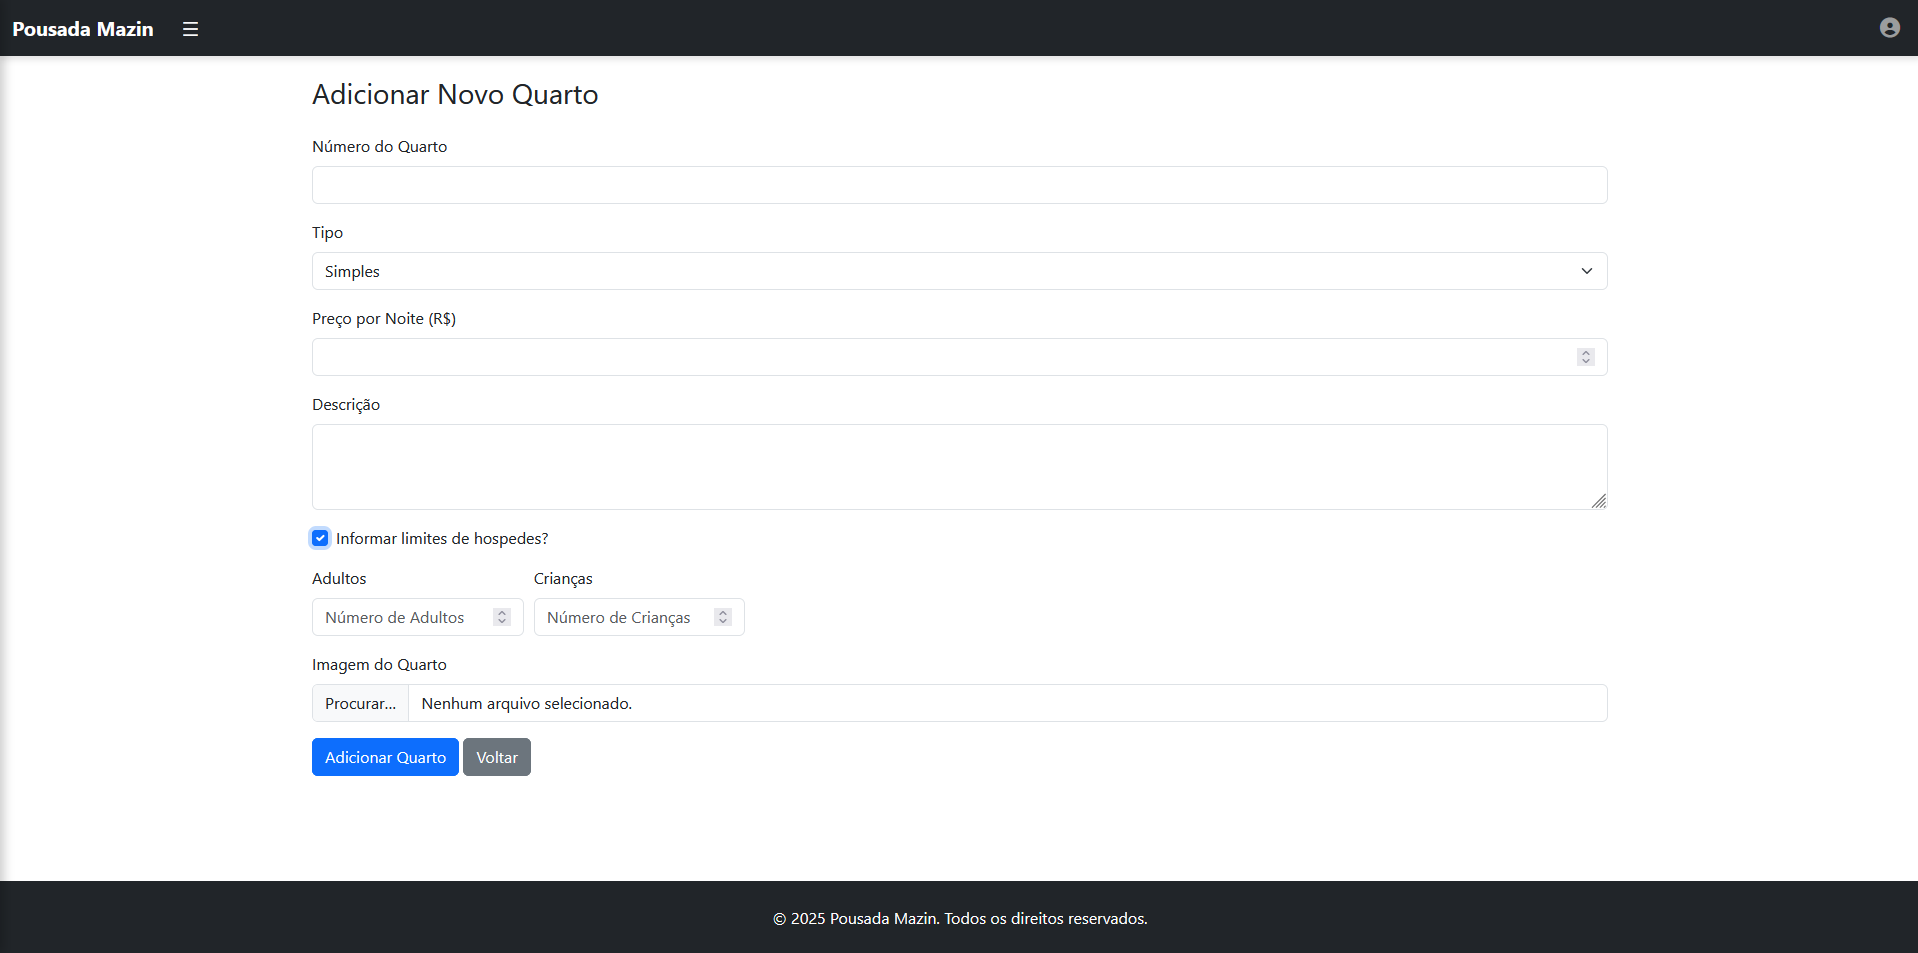 Pousada Mazin
Adicionar Novo Quarto
Número do Quarto
Tipo
Simples
Preço por Noite (R$)
Descrição
Informar limites de hospedes?
Adultos Crianças
Número de Adultos Número de Crianças
Imagem do Quarto
Procurar... Nenhum arquivo selecionado.
Adicionar Quarto Voltar
© 2025 Pousada Mazin. Todos os direitos reservados.